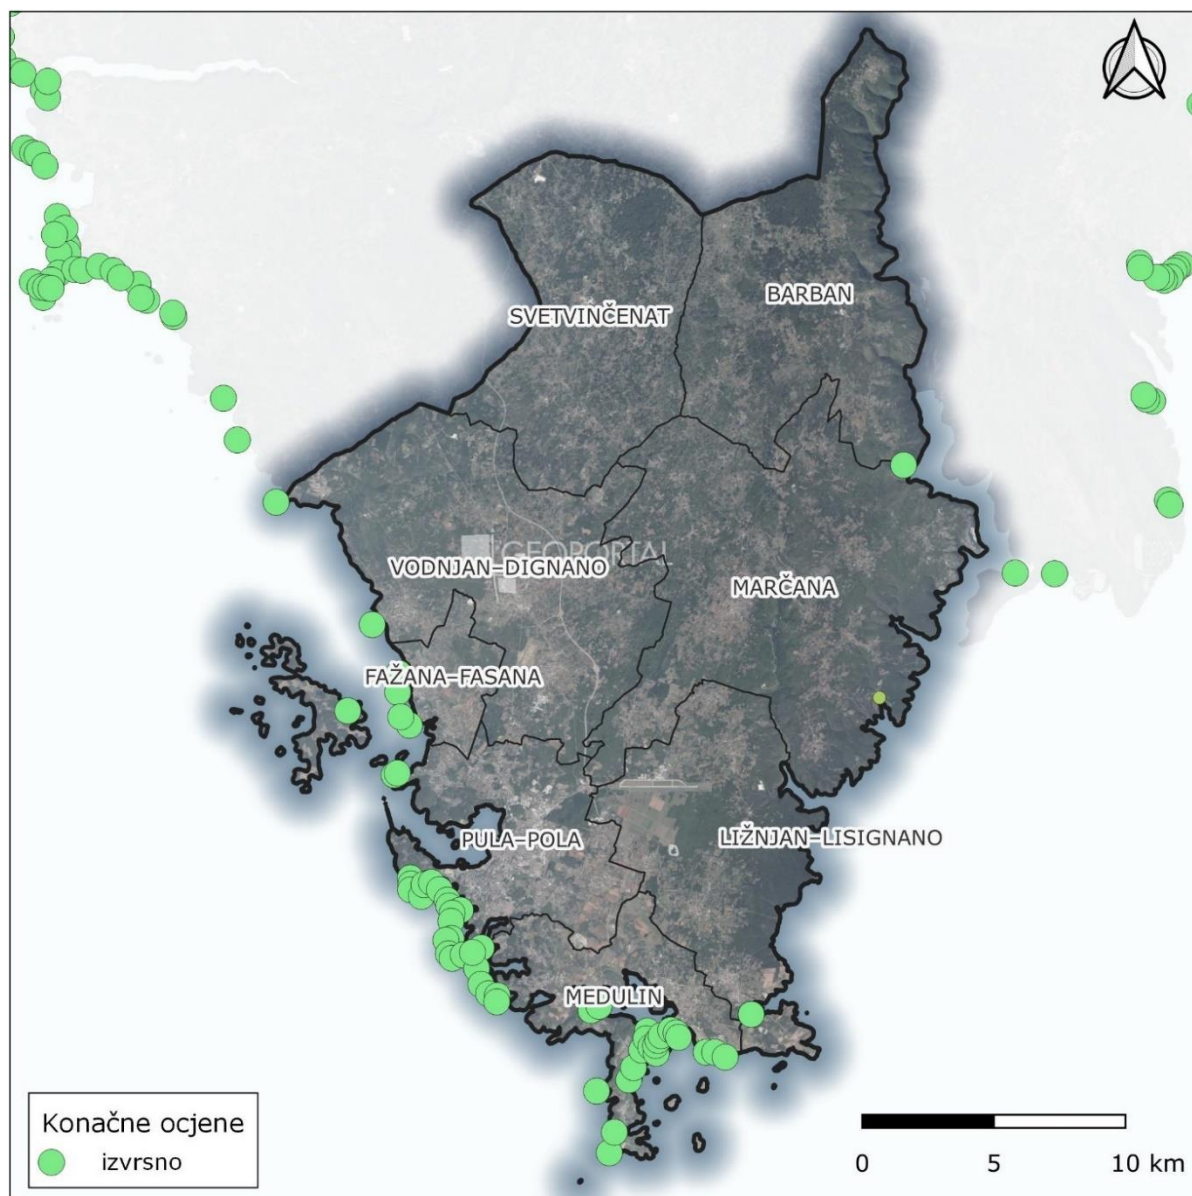 BARBAN
SVETVINČENAT
GEOPORTAL
VODNJAN–DIGNANO
MARČANA
FAŽANA–FASANA
PULA–POLA
LIŽNJAN–LISIGNANO
MEDULIN
Konačne ocjene
izvrsno
0 5 10 km